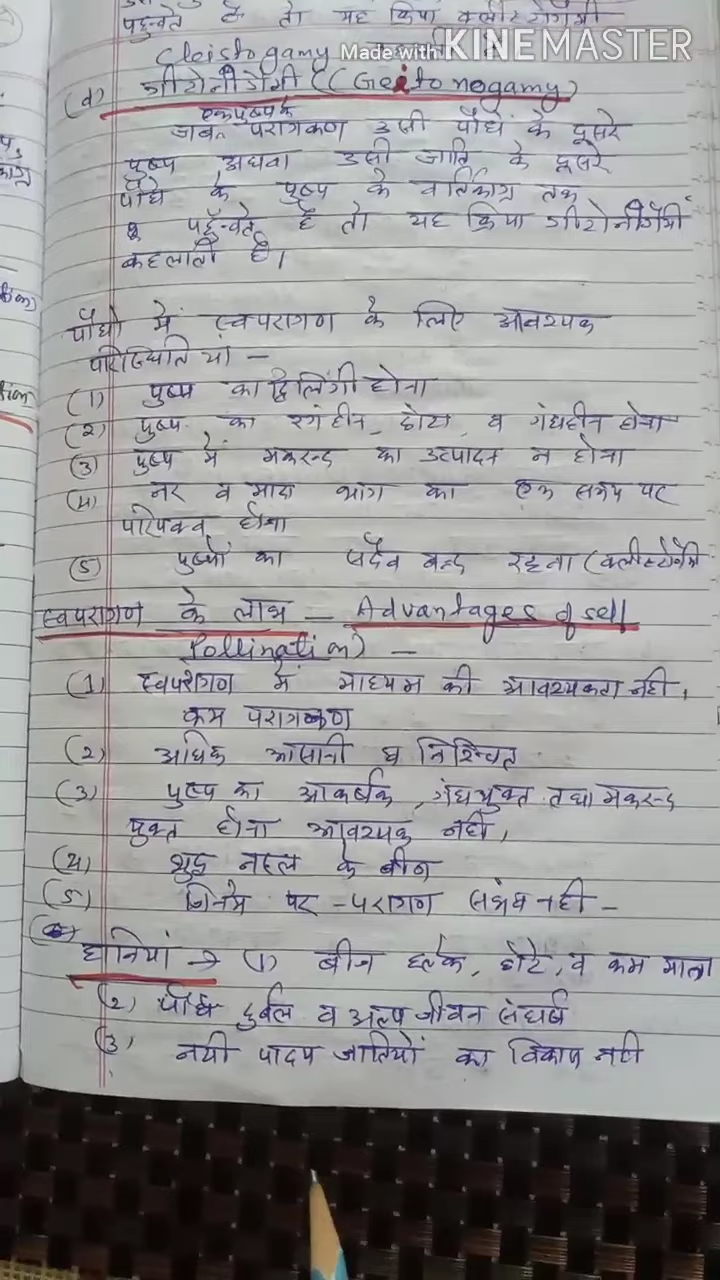 पहुचते है तो यह क्रिया क्लीस्टोगेमी
Cleistogamy
Made with KINEMASTER
(d) गीटोनोगेमी ((Geitonogamy)
एकपुष्पके
जब परागकण उसी पौधे के दूसरे
पुष्प अथवा उसी जाति के दूसरे
पौधे के पुष्प के वर्तिकाग्र तक
पहुँचते है तो यह क्रिया गीटोनोगेमी
कहलाती है।
पौधो में स्वपरागण के लिए आवश्यक
परिस्थितियां -
(1) पुष्प का द्विलिंगी होना
(2) पुष्प का रंगहीन, छोटा, व गंधहीन होना
(3) पुष्प में मकरन्द का उत्पादन न होना
(4) नर व मादा भाग का एक समय पर
परिपक्व होना
(5) पुष्पों का सदैव बन्द रहना (क्लीस्टोगेमी
स्वपरागण के लाभ - Advantages of self
Pollination) -
(1) स्वपरागण में माध्यम की आवश्यकता नही,
कम परागकण
(2) अधिक आसानी व निश्चित
(3) पुष्प का आकर्षक, गंधयुक्त तथा मकरन्द
युक्त होना आवश्यक नही,
(4) शुद्ध नस्ल के बीज
(5) जिनमे पर-परागण संभव नही -
हानियां → (1) बीज हल्के, छोटे, व कम मात्रा
(2) पौधे दुर्बल व अल्प जीवन संघर्ष
(3) नयी पादप जातियों का विकास नही